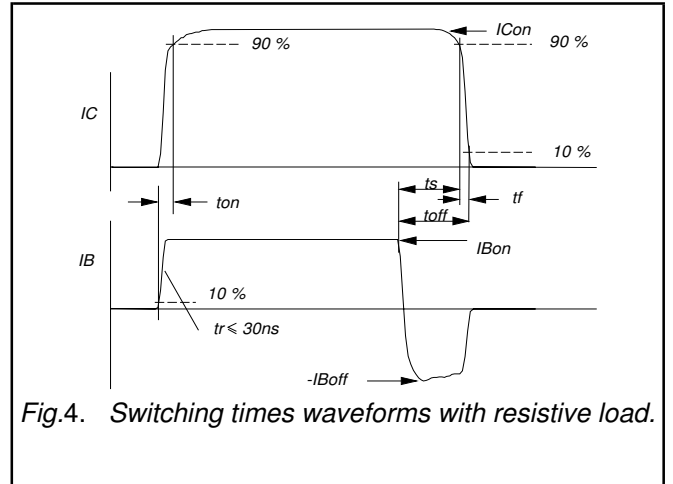 ICon
90 %
90 %
IC
10 %
ts
ton
tf
toff
IB
IBon
10 %
tr ≤ 30ns
-IBoff
Fig.4. Switching times waveforms with resistive load.